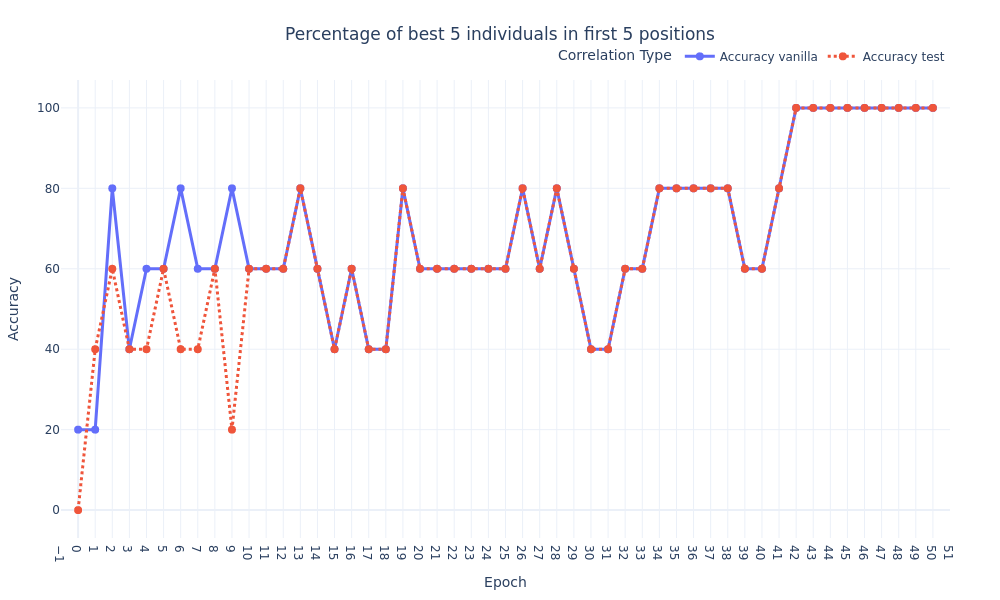 Percentage of best 5 individuals in first 5 positions
Correlation Type Accuracy vanilla Accuracy test
100
80
60
40
20
0
Accuracy
−1 0 1 2 3 4 5 6 7 8 9 10 11 12 13 14 15 16 17 18 19 20 21 22 23 24 25 26 27 28 29 30 31 32 33 34 35 36 37 38 39 40 41 42 43 44 45 46 47 48 49 50 51
Epoch